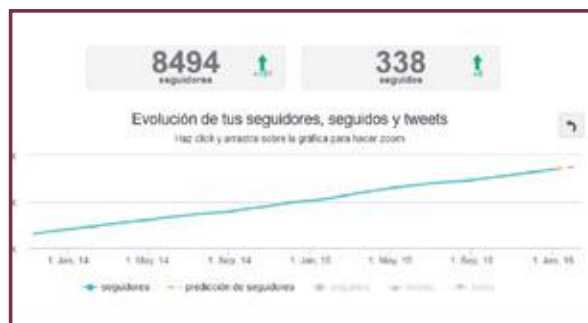 8494 338
seguidores seguidos
Evolución de tus seguidores, seguidos y tweets
Haz click y arrastra sobre la gráfica para hacer zoom
1. Jan, 14 1. May, 14 1. Sep, 14 1. Jan, 15 1. May, 15 1. Sep, 15 1. Jan, 16
seguidores predicción de seguidores seguidos tweets